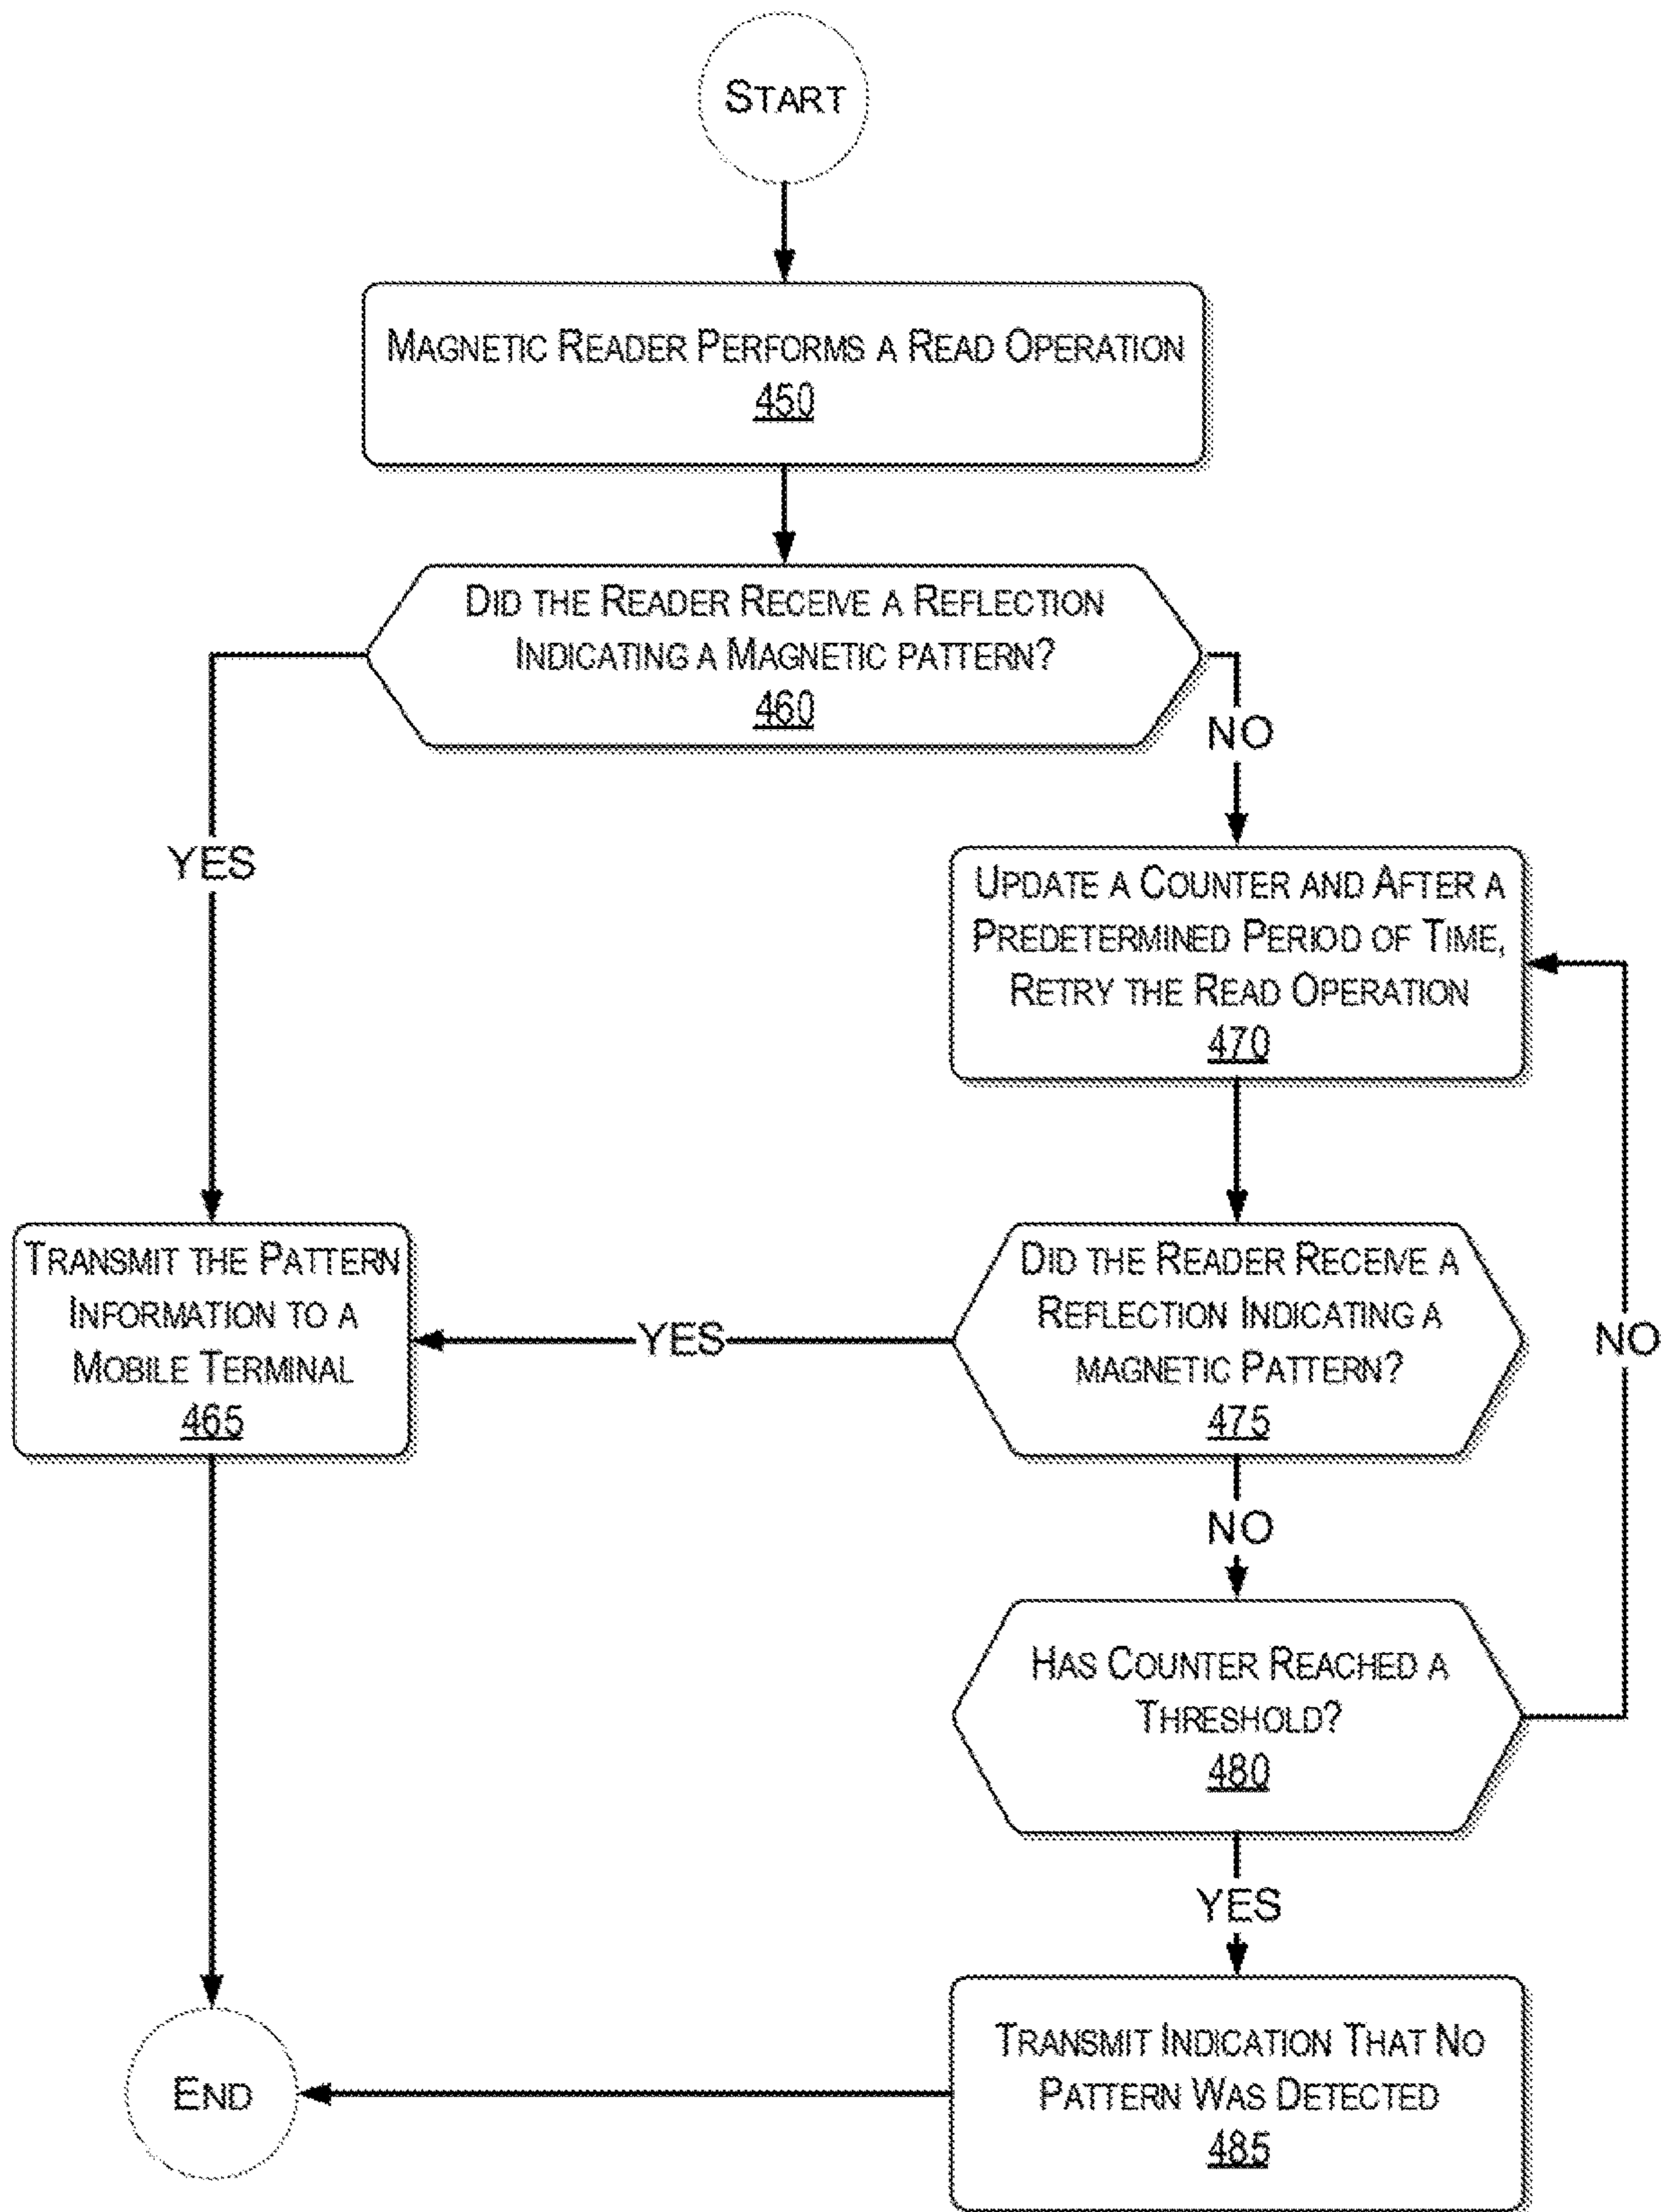 START
MAGNETIC READER PERFORMS A READ OPERATION
450
DID THE READER RECEIVE A REFLECTION
INDICATING A MAGNETIC PATTERN?
460
NO
YES
UPDATE A COUNTER AND AFTER A
PREDETERMINED PERIOD OF TIME,
RETRY THE READ OPERATION
470
TRANSMIT THE PATTERN
INFORMATION TO A
MOBILE TERMINAL
465
YES
DID THE READER RECEIVE A
REFLECTION INDICATING A
MAGNETIC PATTERN?
475
NO
NO
HAS COUNTER REACHED A
THRESHOLD?
480
YES
TRANSMIT INDICATION THAT NO
PATTERN WAS DETECTED
485
END